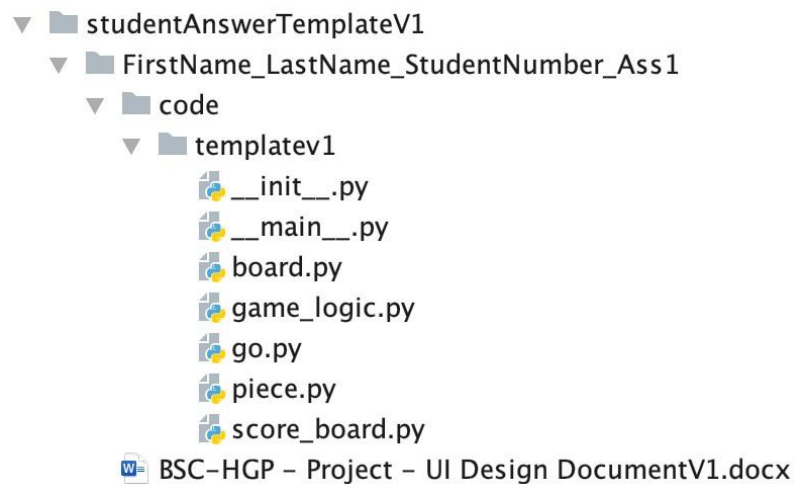 studentAnswerTemplateV1
FirstName_LastName_StudentNumber_Ass1
code
templatev1
__init__.py
__main__.py
board.py
game_logic.py
go.py
piece.py
score_board.py
BSC-HGP – Project – UI Design DocumentV1.docx